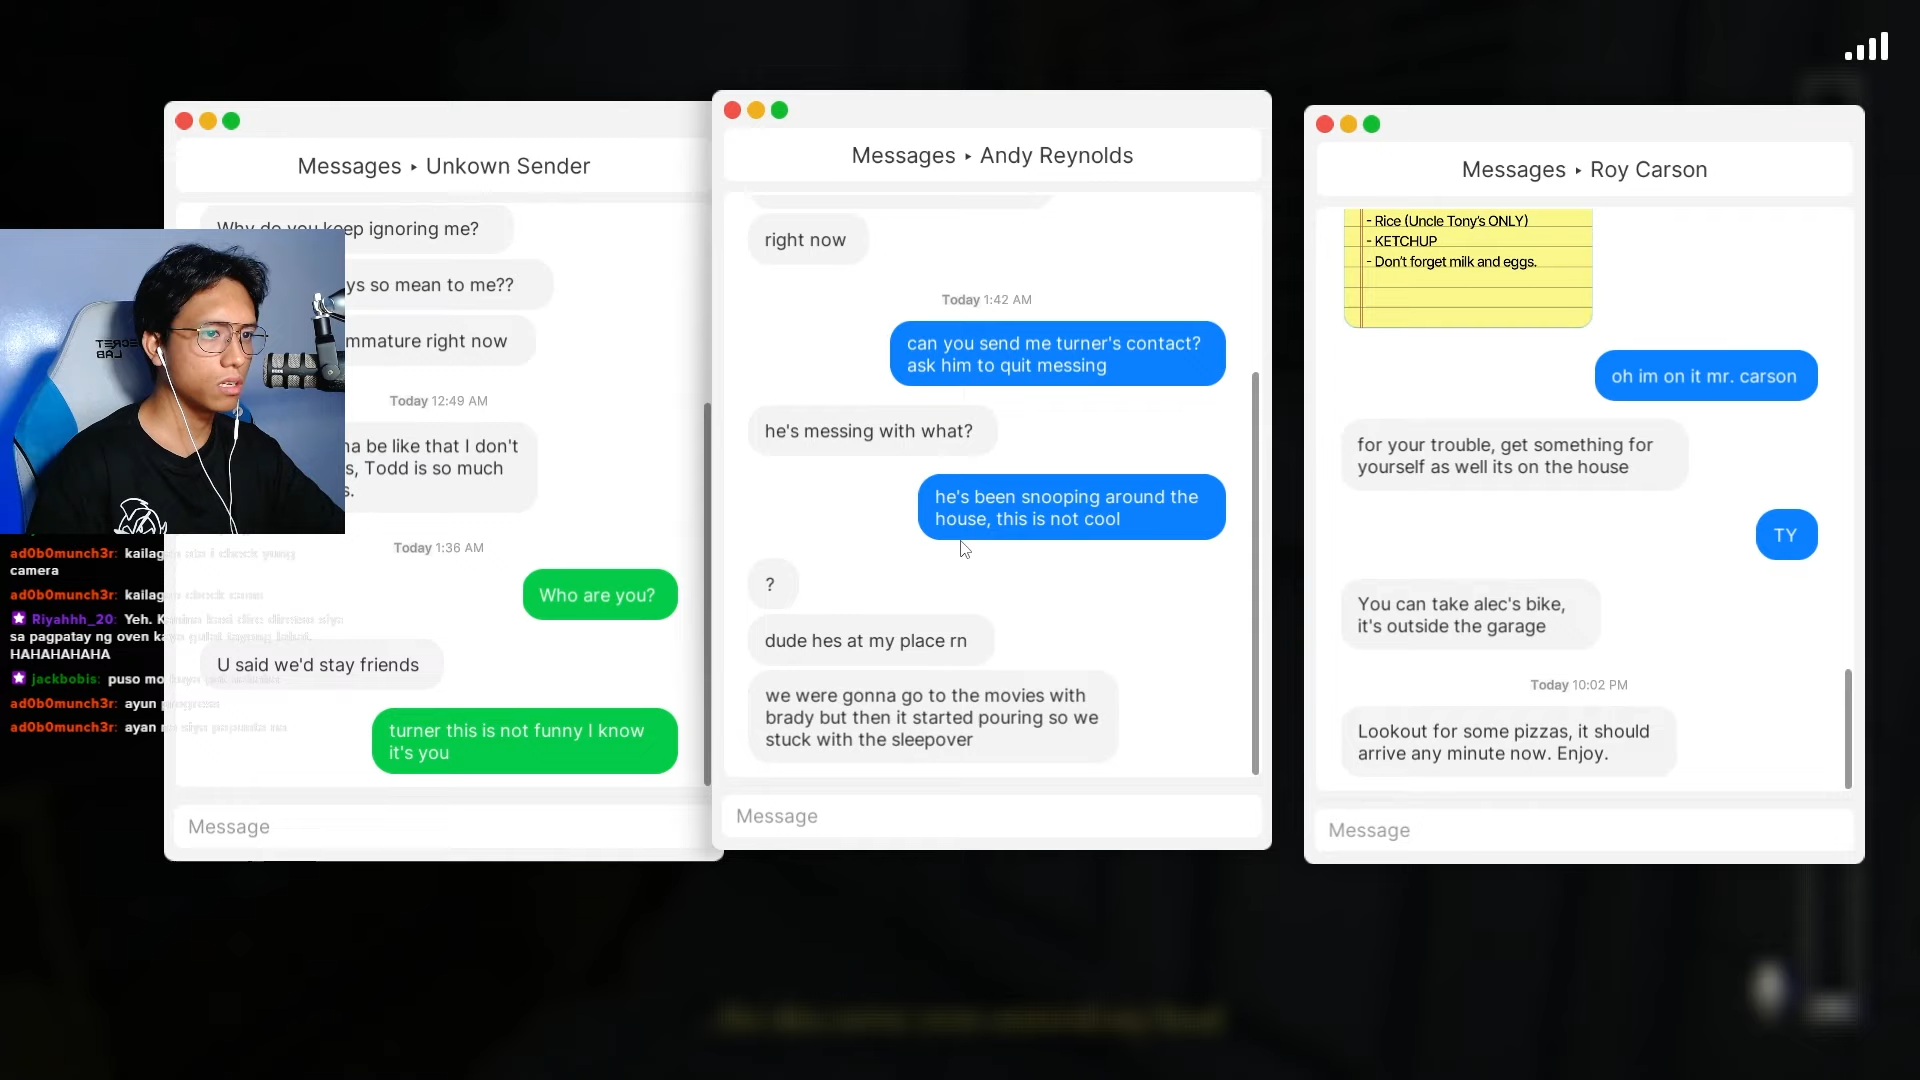 Messages ▸ Unkown Sender
Why do you keep ignoring me?
ys so mean to me??
mmature right now
Today 12:49 AM
na be like that I don't
s, Todd is so much
s.
Today 1:36 AM
Who are you?
U said we'd stay friends
turner this is not funny I know
it's you
Message
SECRET
LAB
ad0b0munch3r: kailag
camera
ad0b0munch3r: kailag
Riyahhh_20: Yeh. K
sa pagpatay ng oven ka
HAHAHAHAHA
jackbobis: puso mo
ad0b0munch3r: ayun
ad0b0munch3r: ayan
Messages ▸ Andy Reynolds
right now
Today 1:42 AM
can you send me turner's contact?
ask him to quit messing
he's messing with what?
he's been snooping around the
house, this is not cool
?
dude hes at my place rn
we were gonna go to the movies with
brady but then it started pouring so we
stuck with the sleepover
Message
Messages ▸ Roy Carson
- Rice (Uncle Tony's ONLY)
- KETCHUP
- Don't forget milk and eggs.
oh im on it mr. carson
for your trouble, get something for
yourself as well its on the house
TY
You can take alec's bike,
it's outside the garage
Today 10:02 PM
Lookout for some pizzas, it should
arrive any minute now. Enjoy.
Message